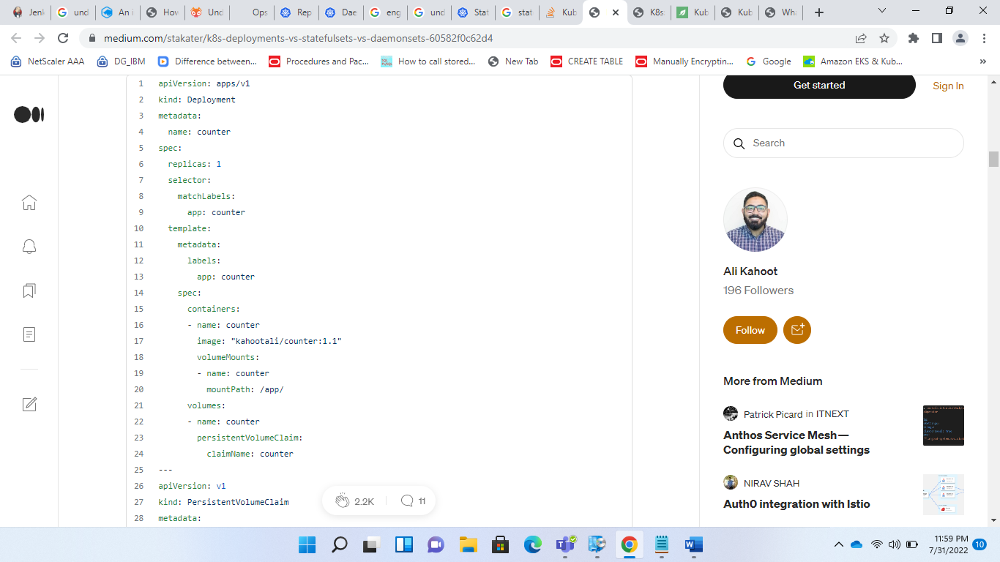 Jenk
und
An i
How
Und
Ops
Rep
Dae
eng
und
Stat
stat
Kub
K8s
Kub
Kub
Wha
medium.com/stakater/k8s-deployments-vs-statefulsets-vs-daemonsets-60582f0c62d4
NetScaler AAA
DG_IBM
Difference between...
Procedures and Pac...
How to call stored...
New Tab
CREATE TABLE
Manually Encryptin...
Google
Amazon EKS & Kub...
»
1 apiVersion: apps/v1
2 kind: Deployment
3 metadata:
4 name: counter
5 spec:
6 replicas: 1
7 selector:
8 matchLabels:
9 app: counter
10 template:
11 metadata:
12 labels:
13 app: counter
14 spec:
15 containers:
16 - name: counter
17 image: "kahootali/counter:1.1"
18 volumeMounts:
19 - name: counter
20 mountPath: /app/
21 volumes:
22 - name: counter
23 persistentVolumeClaim:
24 claimName: counter
25 ---
26 apiVersion: v1
27 kind: PersistentVolumeClaim
28 metadata:
2.2K
11
Get started
Sign In
Search
Ali Kahoot
196 Followers
Follow
More from Medium
Patrick Picard in ITNEXT
Anthos Service Mesh —
Configuring global settings
NIRAV SHAH
Auth0 integration with Istio
11:59 PM
7/31/2022
10